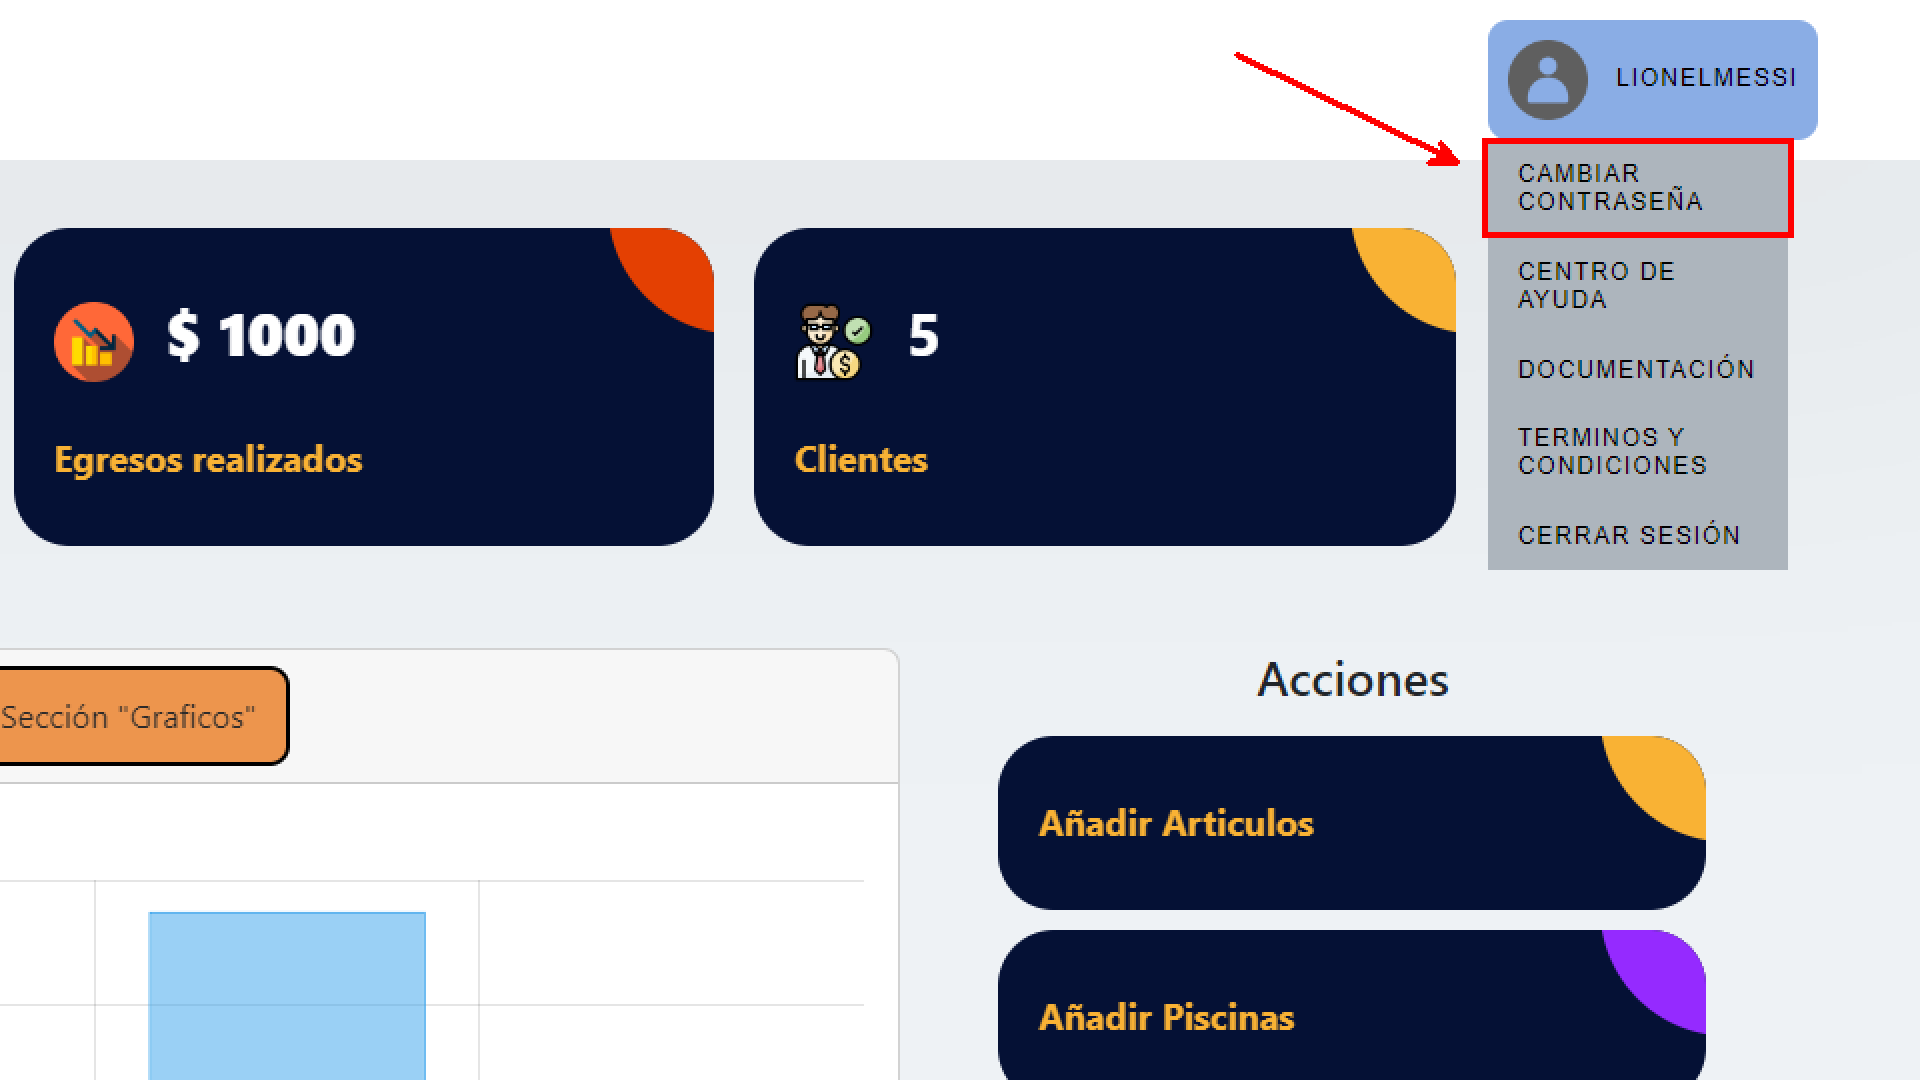 LIONELMESSI
CAMBIAR
CONTRASEÑA
CENTRO DE
AYUDA
DOCUMENTACIÓN
TERMINOS Y
CONDICIONES
CERRAR SESIÓN
$ 1000
Egresos realizados
$
5
Clientes
Sección "Graficos"
Acciones
Añadir Articulos
Añadir Piscinas